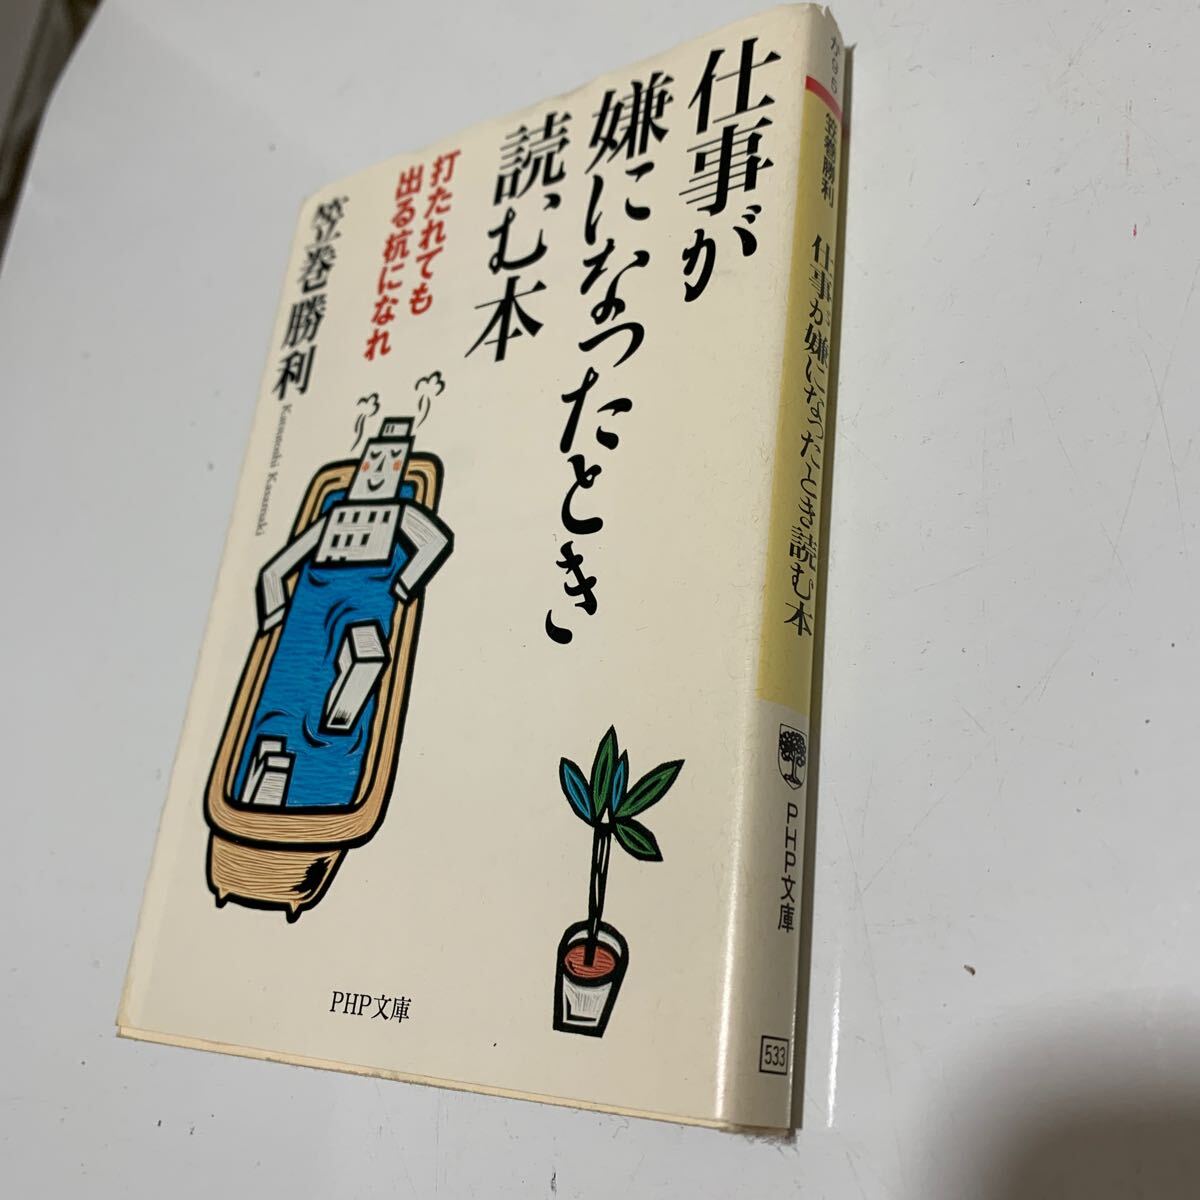 仕事が
嫌になったとき
読む本
打たれても
出る杭になれ
笠巻勝利
Katsutoshi Kasamaki
PHP文庫
か95
笠巻勝利
仕事が嫌になったとき読む本
PHP文庫
533